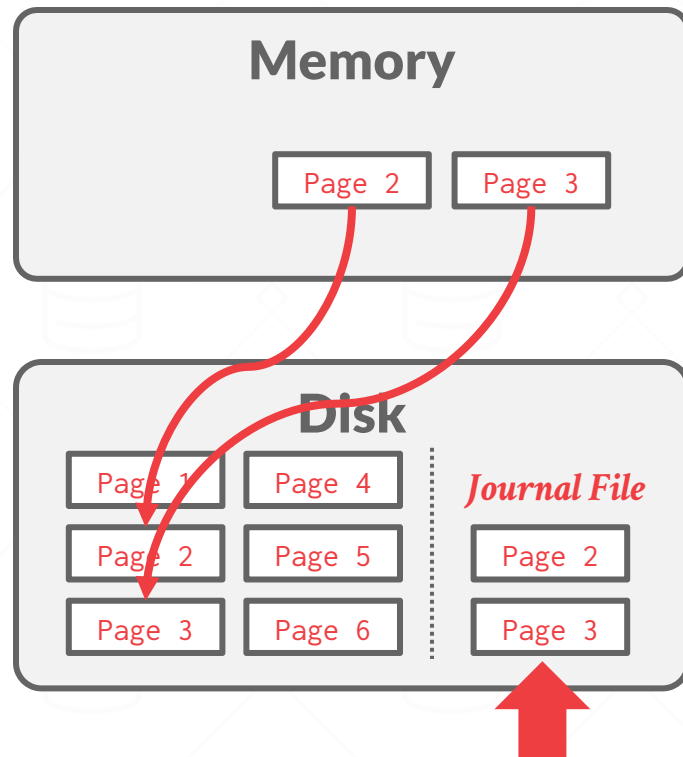 Memory
Page 2 Page 3
Disk
Page 1 Page 4
Journal File
Page 2 Page 5 Page 2
Page 3 Page 6 Page 3